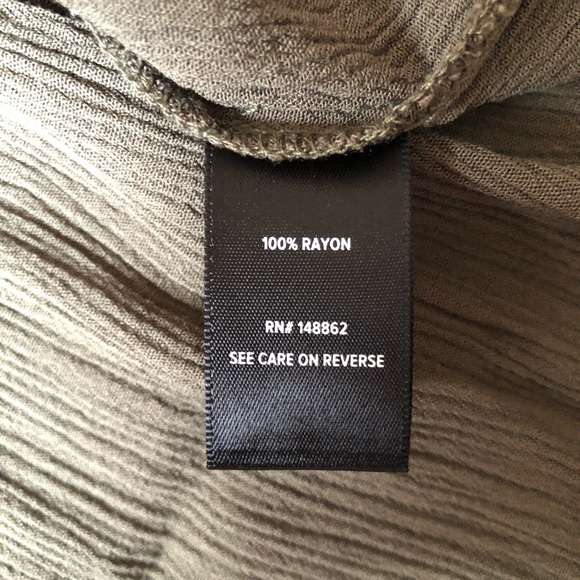 100% RAYON
RN# 148862
SEE CARE ON REVERSE